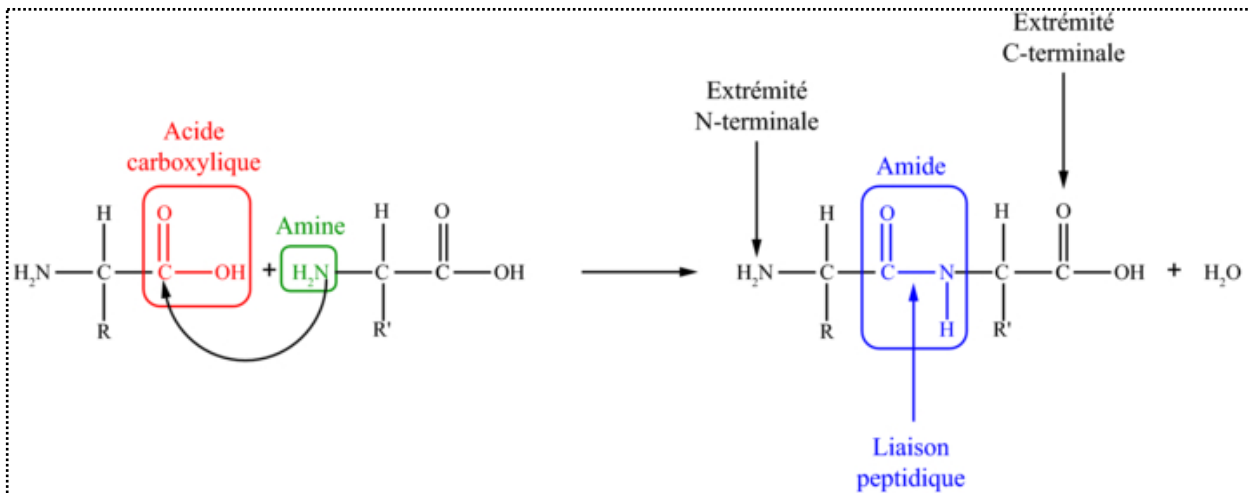 Extrémité
C-terminale
Extrémité
N-terminale
Acide
carboxylique
Amine
Amide
H O H O H O H O
H₂N C C OH + H₂N C C OH H₂N C C N C C OH + H₂O
R R' R H R'
Liaison
peptidique